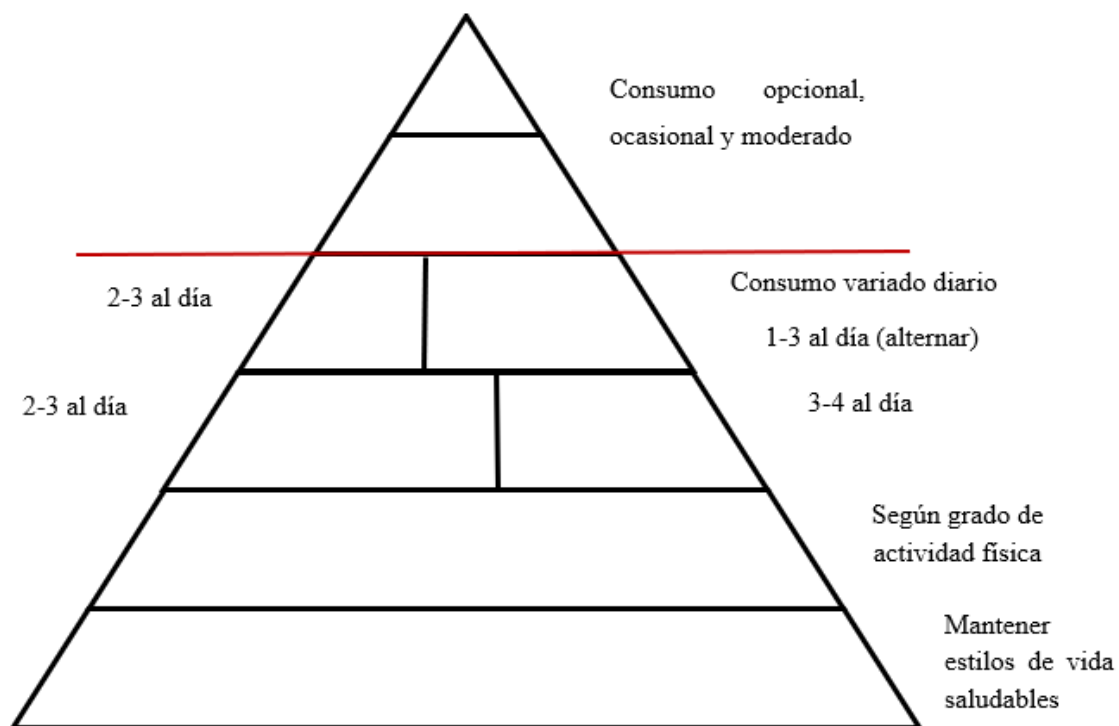 Consumo opcional,
ocasional y moderado
2-3 al día
Consumo variado diario
1-3 al día (alternar)
2-3 al día
3-4 al día
Según grado de
actividad física
Mantener
estilos de vida
saludables